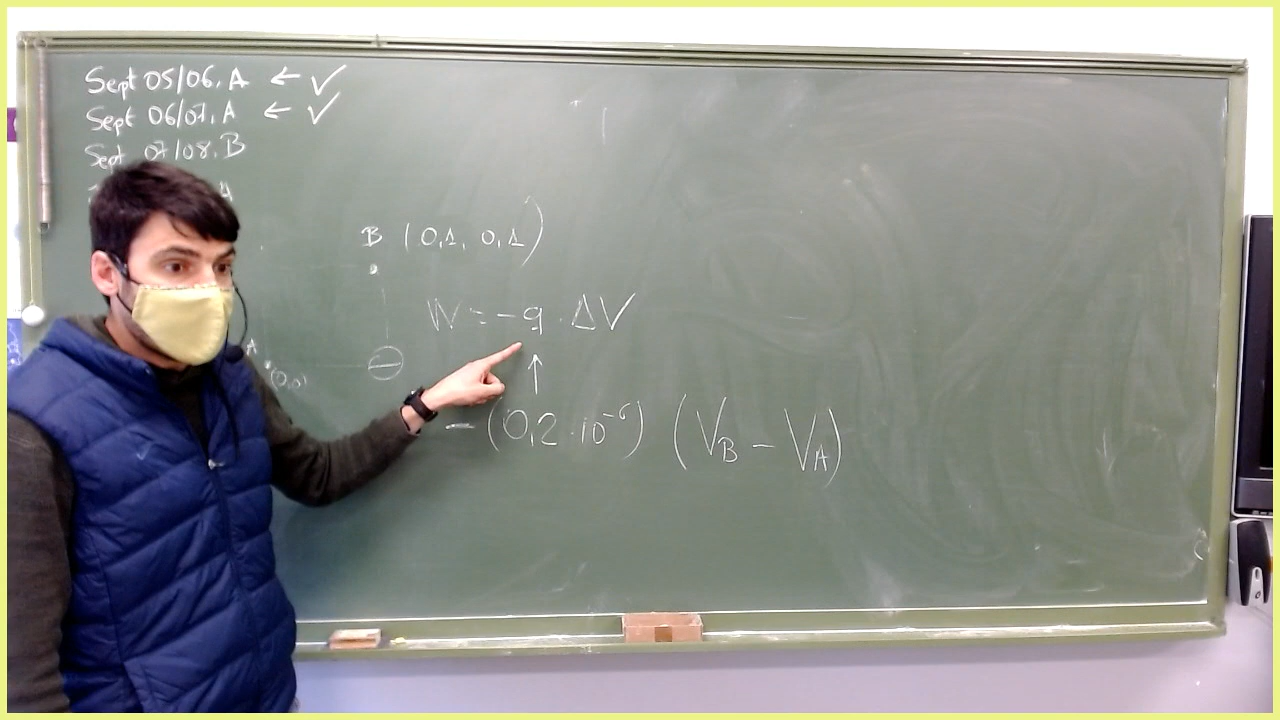 Sept 05/06, A ← ✓
Sept 06/07, A ← ✓
Sept 07/08, B
A
B (0,1, 0,1)
W = -q · ΔV
A
(0,0)
= (0,2 · 10⁻⁶) (V_B - V_A)